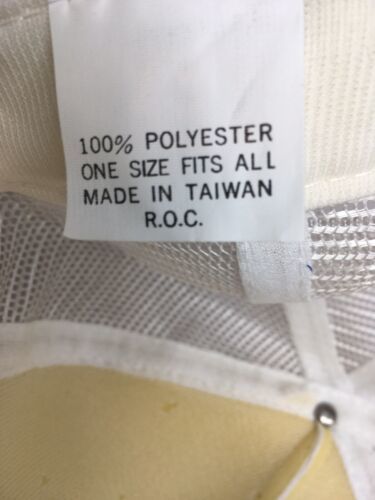 100% POLYESTER
ONE SIZE FITS ALL
MADE IN TAIWAN
R.O.C.